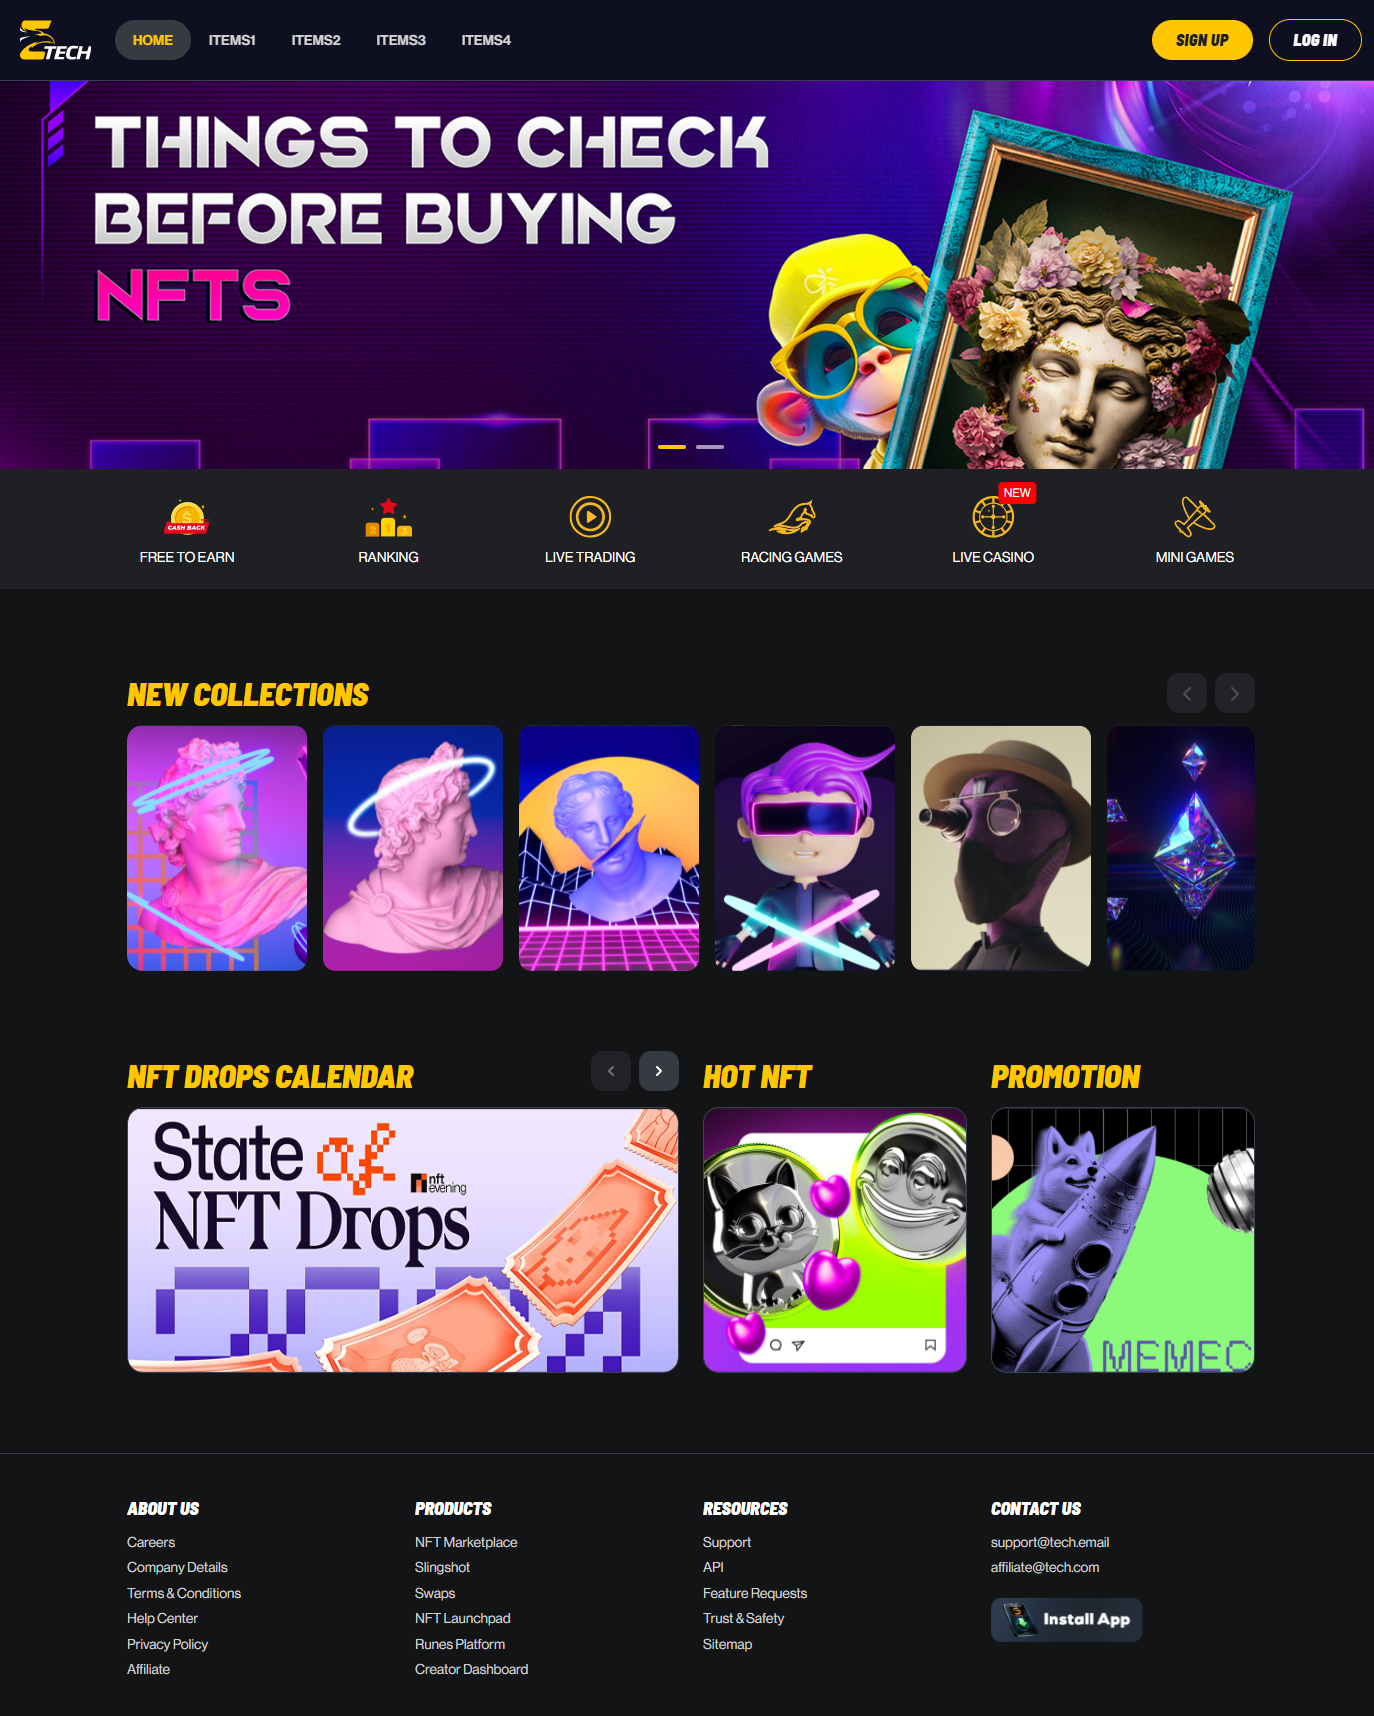 TECH
HOME
ITEMS1
ITEMS2
ITEMS3
ITEMS4
SIGN UP
LOG IN
THINGS TO CHECK
BEFORE BUYING
NFTS
CASH BACK
FREE TO EARN
2 1 3
RANKING
LIVE TRADING
RACING GAMES
NEW
LIVE CASINO
MINI GAMES
NEW COLLECTIONS
NFT DROPS CALENDAR
State of
NFT Drops
nft
evening
HOT NFT
PROMOTION
MEMEC
ABOUT US
Careers
Company Details
Terms & Conditions
Help Center
Privacy Policy
Affiliate
PRODUCTS
NFT Marketplace
Slingshot
Swaps
NFT Launchpad
Runes Platform
Creator Dashboard
RESOURCES
Support
API
Feature Requests
Trust & Safety
Sitemap
CONTACT US
support@tech.email
affiliate@tech.com
Install App